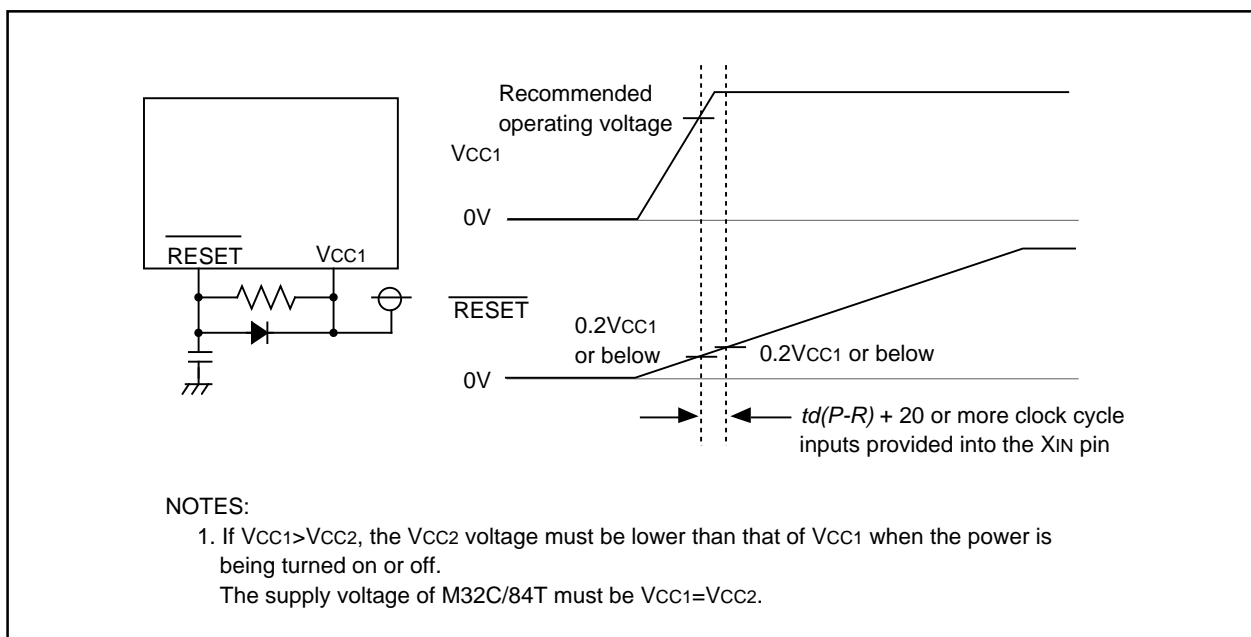 RESET
VCC1
Recommended
operating voltage
VCC1
0V
RESET
0.2VCC1
or below
0.2VCC1 or below
0V
td(P-R) + 20 or more clock cycle
inputs provided into the XIN pin
NOTES:
1. If VCC1>VCC2, the VCC2 voltage must be lower than that of VCC1 when the power is
being turned on or off.
The supply voltage of M32C/84T must be VCC1=VCC2.